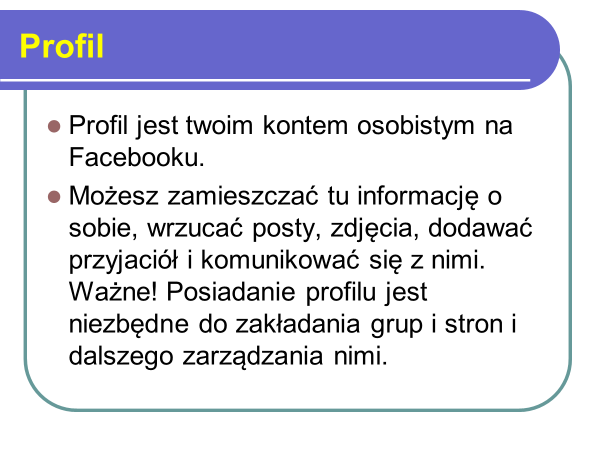 Profil
Profil jest twoim kontem osobistym na
Facebooku.
Możesz zamieszczać tu informację o
sobie, wrzucać posty, zdjęcia, dodawać
przyjaciół i komunikować się z nimi.
Ważne! Posiadanie profilu jest
niezbędne do zakładania grup i stron i
dalszego zarządzania nimi.